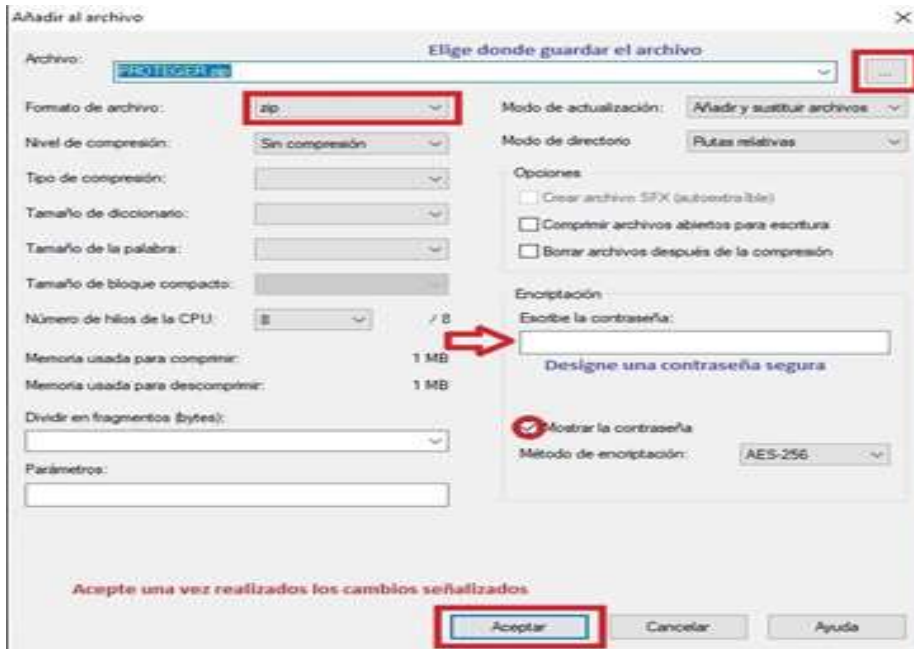 Añadir al archivo
Elige donde guardar el archivo
Archivo:
PROTEGER.zip
...
Formato de archivo: zip
Modo de actualización: Añadir y sustituir archivos
Nivel de compresión: Sin compresión
Modo de directorio Rutas relativas
Tipo de compresión:
Opciones
Crear archivo SFX (autoextraíble)
Tamaño de diccionario:
Comprimir archivos abiertos para escritura
Tamaño de la palabra:
Borrar archivos después de la compresión
Tamaño de bloque compacto:
Encriptación
Número de hilos de la CPU: 8 / 8
Escribe la contraseña:
Memoria usada para comprimir: 1 MB
Designe una contraseña segura
Memoria usada para descomprimir: 1 MB
Dividir en fragmentos (bytes):
Mostrar la contraseña
Método de encriptación: AES-256
Parámetros:
Acepte una vez realizados los cambios señalizados
Aceptar Cancelar Ayuda